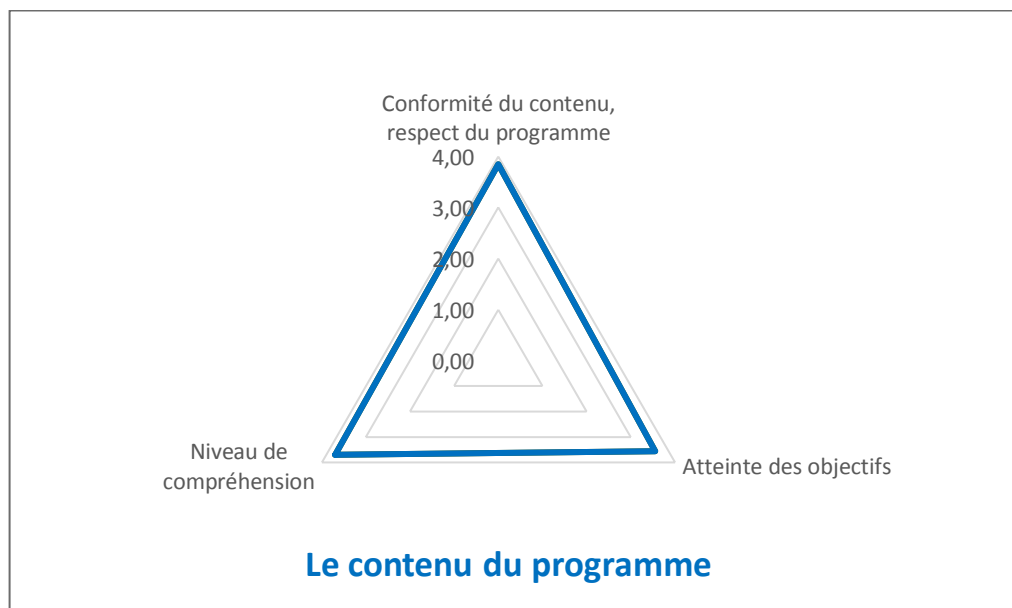 Conformité du contenu,
respect du programme
4,00
3,00
2,00
1,00
0,00
Niveau de
compréhension
Atteinte des objectifs
Le contenu du programme